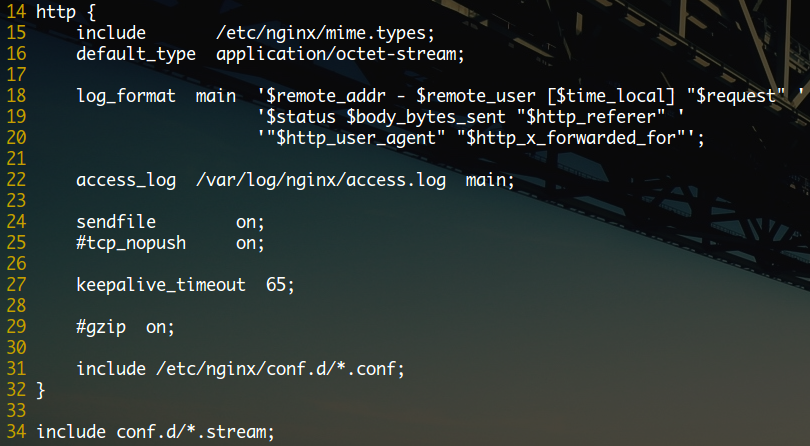 14 http {
15     include       /etc/nginx/mime.types;
16     default_type  application/octet-stream;
17
18     log_format  main  '$remote_addr - $remote_user [$time_local] "$request" '
19                       '$status $body_bytes_sent "$http_referer" '
20                       '"$http_user_agent" "$http_x_forwarded_for"';
21
22     access_log  /var/log/nginx/access.log  main;
23
24     sendfile        on;
25     #tcp_nopush     on;
26
27     keepalive_timeout  65;
28
29     #gzip  on;
30
31     include /etc/nginx/conf.d/*.conf;
32 }
33
34 include conf.d/*.stream;